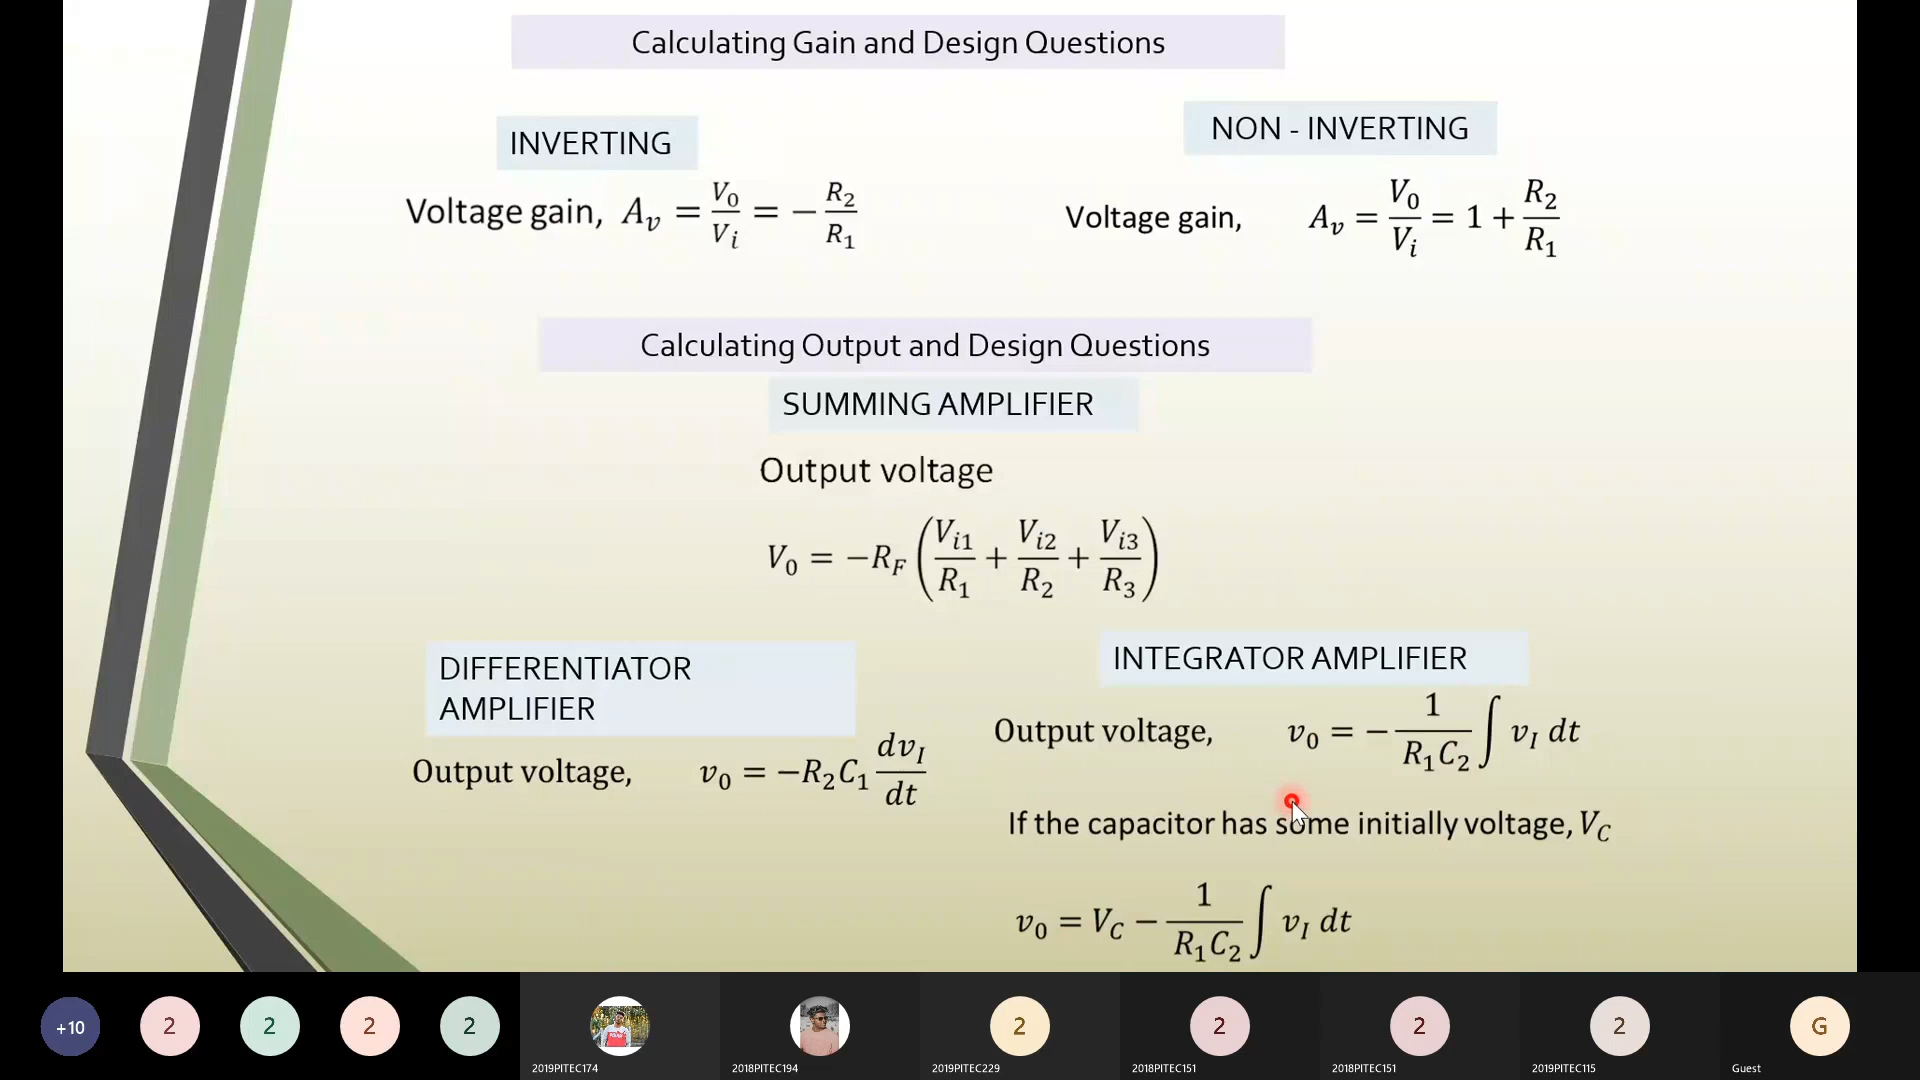 Calculating Gain and Design Questions
INVERTING
Voltage gain, A_v = V_0/V_i = −R_2/R_1
NON - INVERTING
Voltage gain, A_v = V_0/V_i = 1 + R_2/R_1
Calculating Output and Design Questions
SUMMING AMPLIFIER
Output voltage
V_0 = −R_F (V_i1/R_1 + V_i2/R_2 + V_i3/R_3)
DIFFERENTIATOR
AMPLIFIER
Output voltage, v_0 = −R_2C_1 dv_I/dt
INTEGRATOR AMPLIFIER
Output voltage, v_0 = −1/(R_1C_2) ∫ v_I dt
If the capacitor has some initially voltage, V_C
v_0 = V_C − 1/(R_1C_2) ∫ v_I dt
+10 2 2 2 2 2 2 2 2 G
2019PITEC174 2018PITEC194 2019PITEC229 2018PITEC151 2018PITEC151 2019PITEC115 Guest